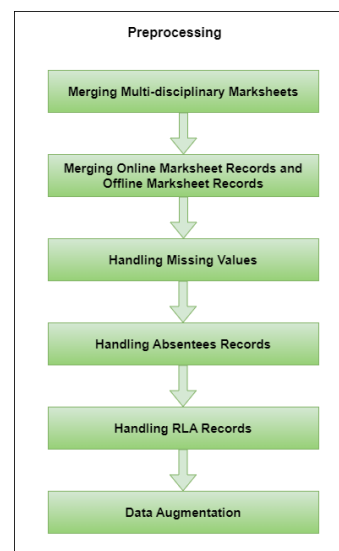 Preprocessing
Merging Multi-disciplinary Marksheets
Merging Online Marksheet Records and
Offline Marksheet Records
Handling Missing Values
Handling Absentees Records
Handling RLA Records
Data Augmentation